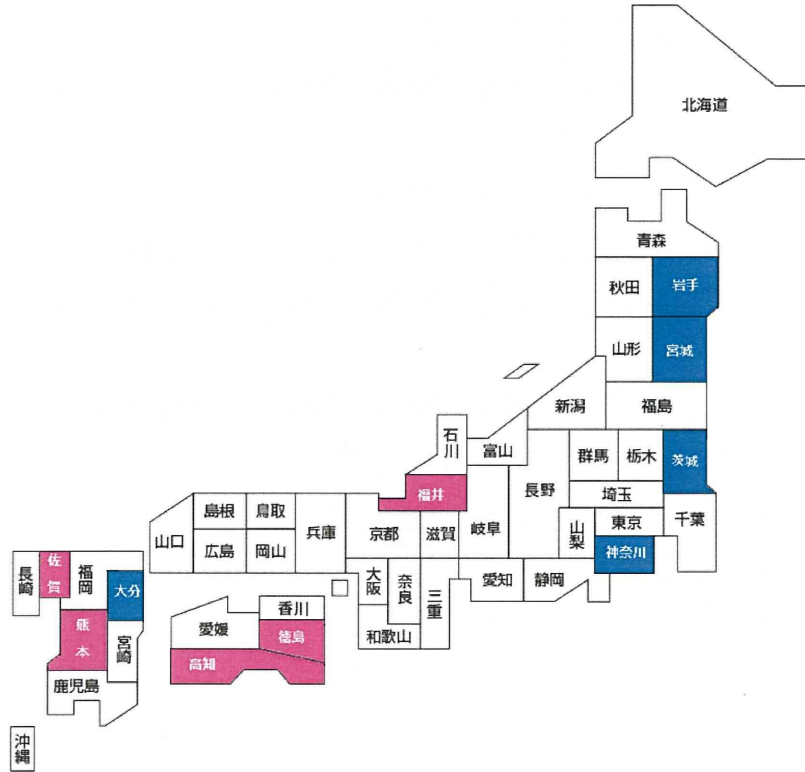 北海道
青森
秋田
岩手
山形
宮城
新潟
福島
石川
富山
群馬
栃木
茨城
福井
長野
埼玉
島根
鳥取
兵庫
京都
滋賀
岐阜
山梨
東京
千葉
山口
広島
岡山
神奈川
大阪
奈良
三重
愛知
静岡
和歌山
長崎
佐賀
福岡
大分
香川
愛媛
徳島
高知
熊本
宮崎
鹿児島
沖縄